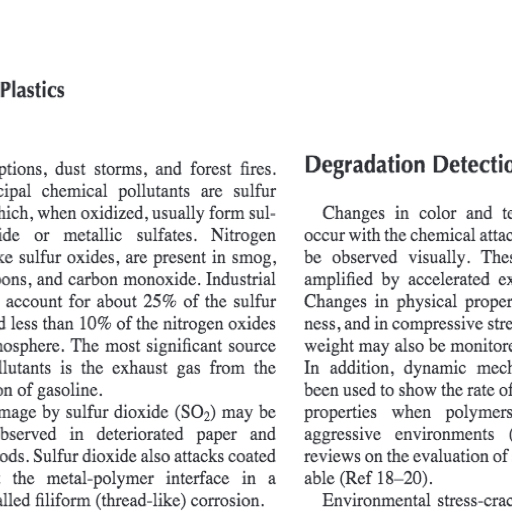 Plastics
ptions, dust storms, and forest fires.
cipal chemical pollutants are sulfur
hich, when oxidized, usually form sul-
ide or metallic sulfates. Nitrogen
ke sulfur oxides, are present in smog,
bons, and carbon monoxide. Industrial
account for about 25% of the sulfur
d less than 10% of the nitrogen oxides
nosphere. The most significant source
llutants is the exhaust gas from the
on of gasoline.
mage by sulfur dioxide (SO₂) may be
bserved in deteriorated paper and
ods. Sulfur dioxide also attacks coated
the metal-polymer interface in a
alled filiform (thread-like) corrosion.
Degradation Detectio
Changes in color and te
occur with the chemical attac
be observed visually. Thes
amplified by accelerated ex
Changes in physical proper
ness, and in compressive stre
weight may also be monitore
In addition, dynamic mech
been used to show the rate of
properties when polymers
aggressive environments (
reviews on the evaluation of
able (Ref 18–20).
Environmental stress-crac